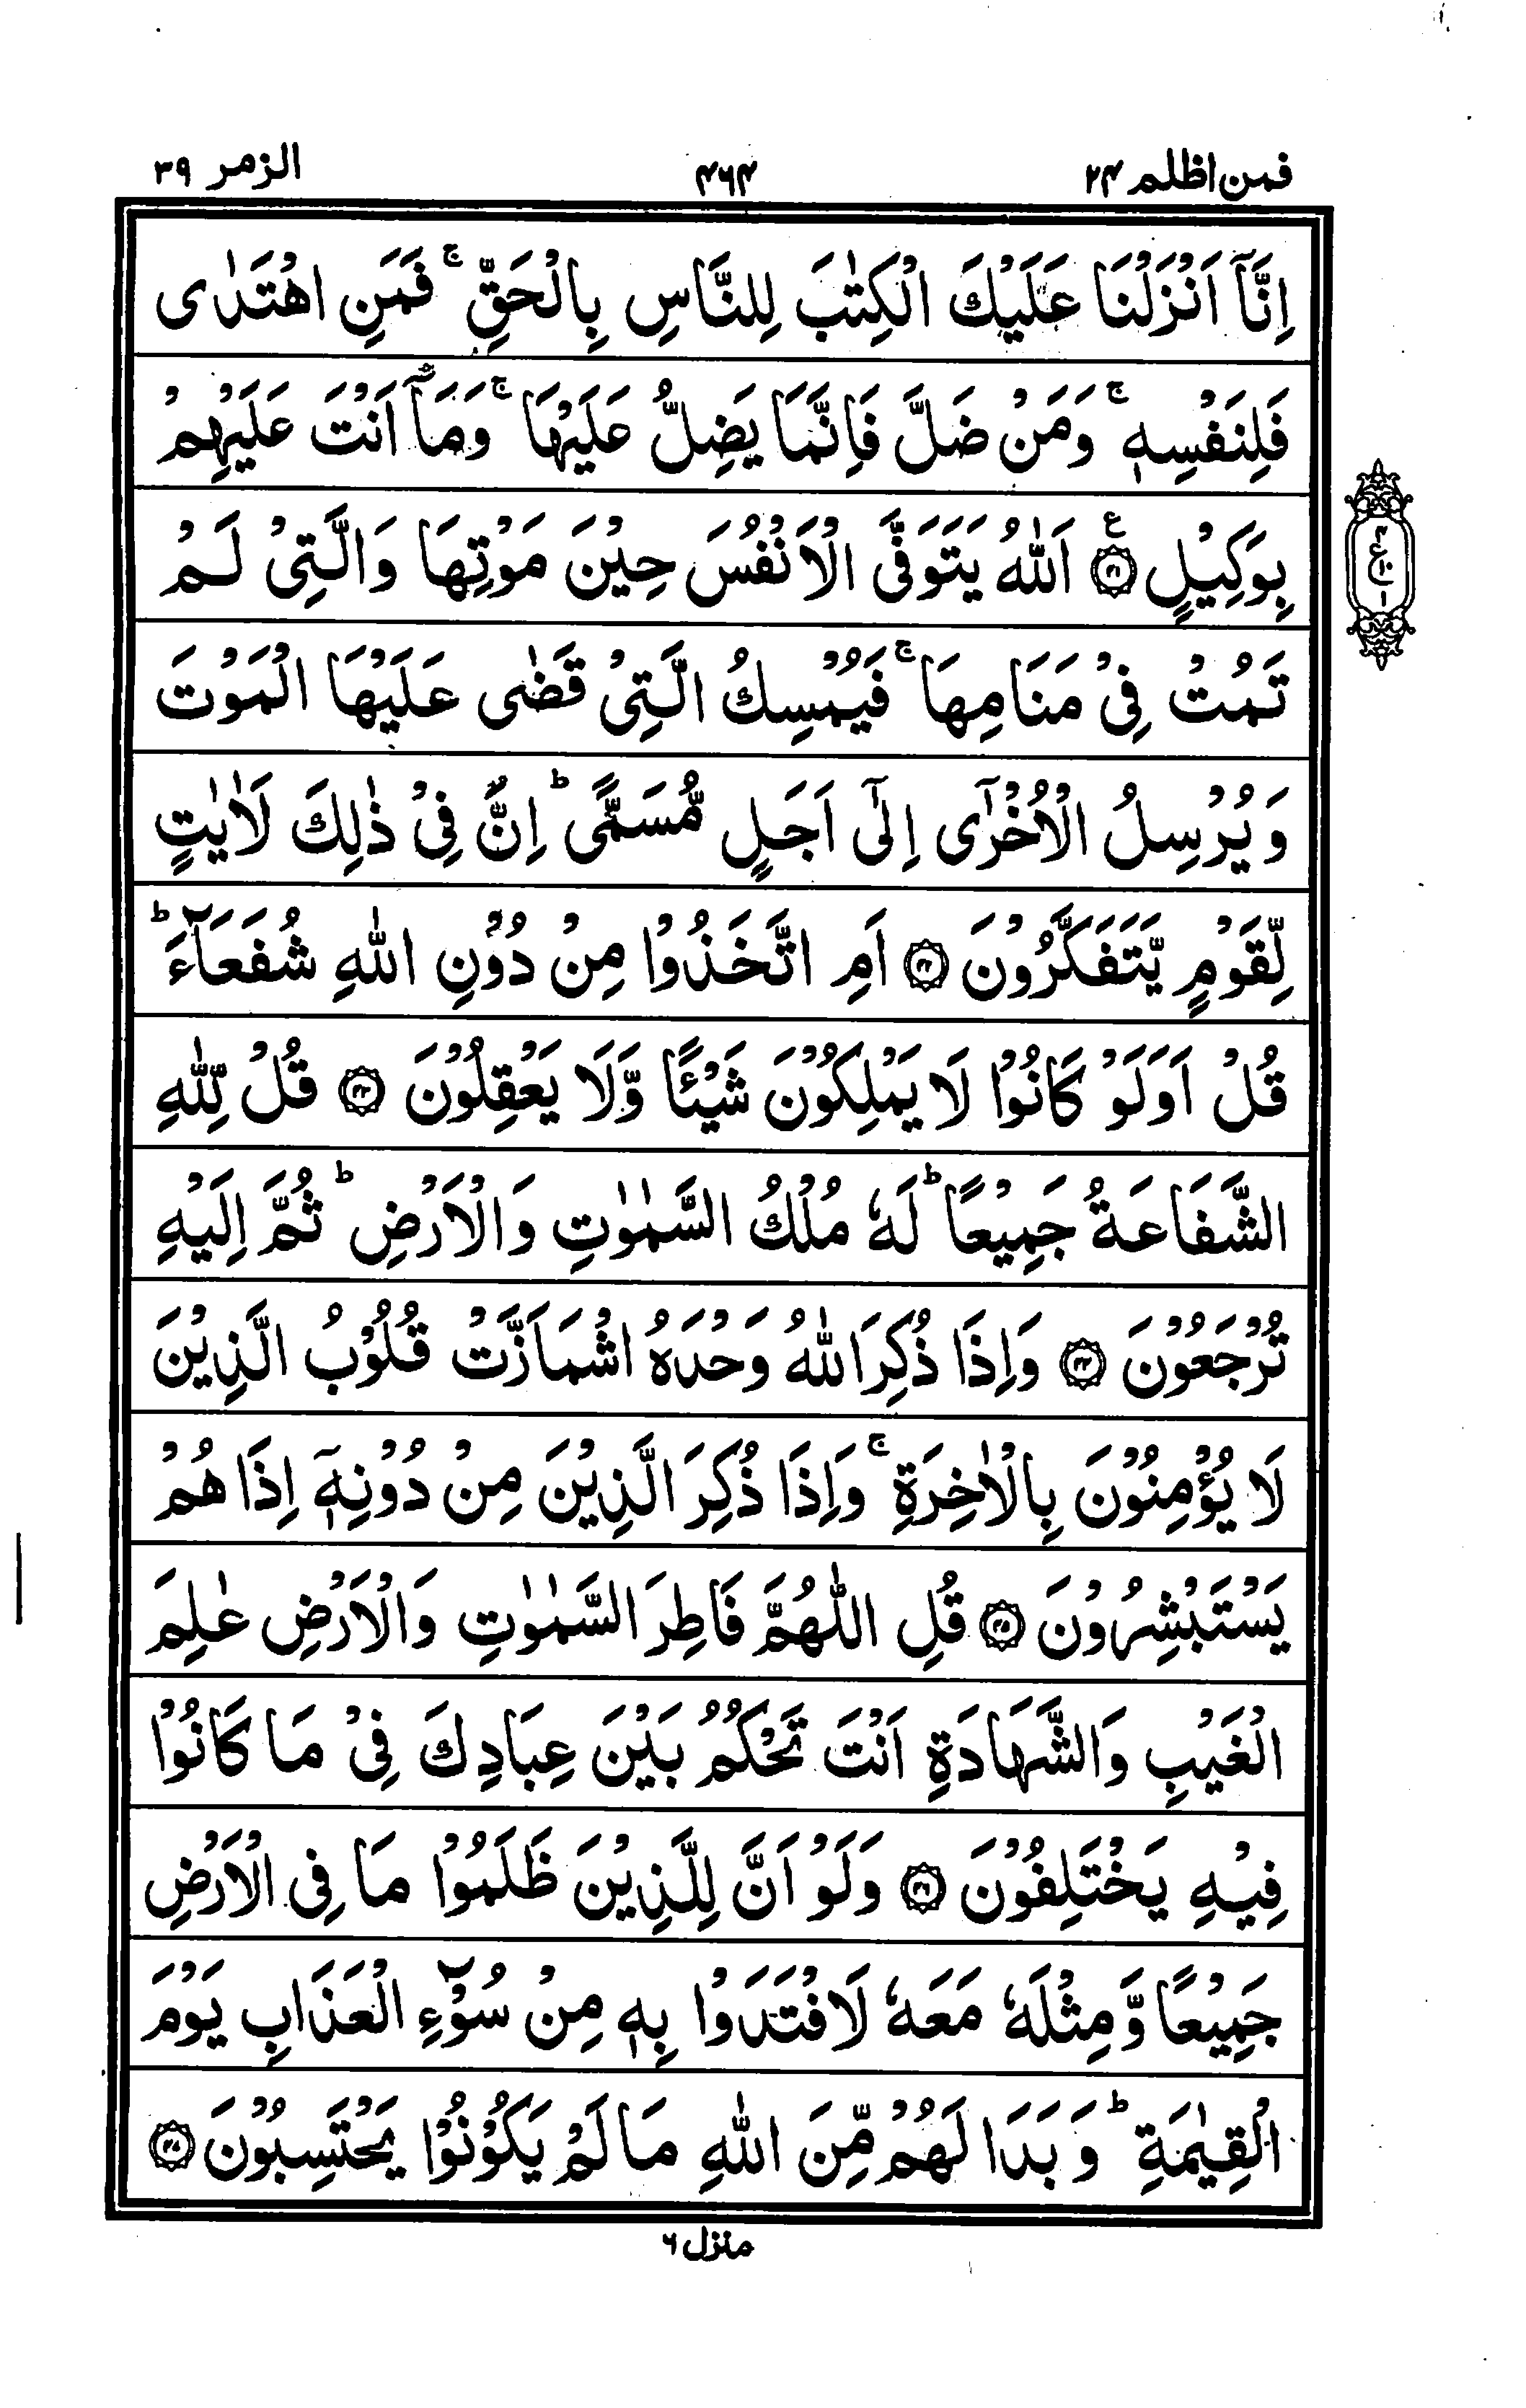 فمن اظلم ۲۴ ۴۶۴ الزمر ۳۹
اِنَّاۤ اَنْزَلْنَا عَلَیْكَ الْكِتٰبَ لِلنَّاسِ بِالْحَقِّ ۚ فَمَنِ اهْتَدٰی
فَلِنَفْسِهٖ ۚ وَمَنْ ضَلَّ فَاِنَّمَا یَضِلُّ عَلَیْهَا ۚ وَمَاۤ اَنْتَ عَلَیْهِمْ
بِوَكِیْلٍ ﴿۴۱﴾ ع اَللّٰهُ یَتَوَفَّی الْاَنْفُسَ حِیْنَ مَوْتِهَا وَالَّتِیْ لَمْ
تَمُتْ فِیْ مَنَامِهَا ۚ فَیُمْسِكُ الَّتِیْ قَضٰی عَلَیْهَا الْمَوْتَ
وَیُرْسِلُ الْاُخْرٰۤی اِلٰۤی اَجَلٍ مُّسَمًّی ؕ اِنَّ فِیْ ذٰلِكَ لَاٰیٰتٍ
لِّقَوْمٍ یَّتَفَكَّرُوْنَ ﴿۴۲﴾ اَمِ اتَّخَذُوْا مِنْ دُوْنِ اللّٰهِ شُفَعَآءَ ؕ
قُلْ اَوَلَوْ كَانُوْا لَا یَمْلِكُوْنَ شَیْـًٔا وَّلَا یَعْقِلُوْنَ ﴿۴۳﴾ قُلْ لِّلّٰهِ
الشَّفَاعَةُ جَمِیْعًا ؕ لَهٗ مُلْكُ السَّمٰوٰتِ وَالْاَرْضِ ؕ ثُمَّ اِلَیْهِ
تُرْجَعُوْنَ ﴿۴۴﴾ وَاِذَا ذُكِرَ اللّٰهُ وَحْدَهُ اشْمَاَزَّتْ قُلُوْبُ الَّذِیْنَ
لَا یُؤْمِنُوْنَ بِالْاٰخِرَةِ ۚ وَاِذَا ذُكِرَ الَّذِیْنَ مِنْ دُوْنِهٖۤ اِذَا هُمْ
یَسْتَبْشِرُوْنَ ﴿۴۵﴾ قُلِ اللّٰهُمَّ فَاطِرَ السَّمٰوٰتِ وَالْاَرْضِ عٰلِمَ
الْغَیْبِ وَالشَّهَادَةِ اَنْتَ تَحْكُمُ بَیْنَ عِبَادِكَ فِیْ مَا كَانُوْا
فِیْهِ یَخْتَلِفُوْنَ ﴿۴۶﴾ وَلَوْ اَنَّ لِلَّذِیْنَ ظَلَمُوْا مَا فِی الْاَرْضِ
جَمِیْعًا وَّمِثْلَهٗ مَعَهٗ لَافْتَدَوْا بِهٖ مِنْ سُوْٓءِ الْعَذَابِ یَوْمَ
الْقِیٰمَةِ ؕ وَبَدَا لَهُمْ مِّنَ اللّٰهِ مَا لَمْ یَكُوْنُوْا یَحْتَسِبُوْنَ ﴿۴۷﴾
منزل ۶